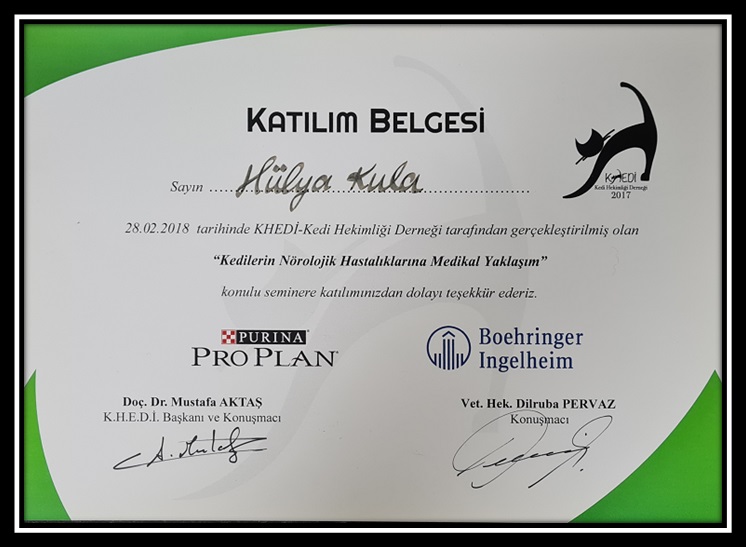 KATILIM BELGESİ
KHEDİ
Kedi Hekimliği Derneği
2017
Sayın ....Hülya Kula..................
28.02.2018 tarihinde KHEDİ-Kedi Hekimliği Derneği tarafından gerçekleştirilmiş olan
“Kedilerin Nörolojik Hastalıklarına Medikal Yaklaşım”
konulu seminere katılımınızdan dolayı teşekkür ederiz.
PURINA
PRO PLAN
Boehringer
Ingelheim
Doç. Dr. Mustafa AKTAŞ
K.H.E.D.İ. Başkanı ve Konuşmacı
Vet. Hek. Dilruba PERVAZ
Konuşmacı